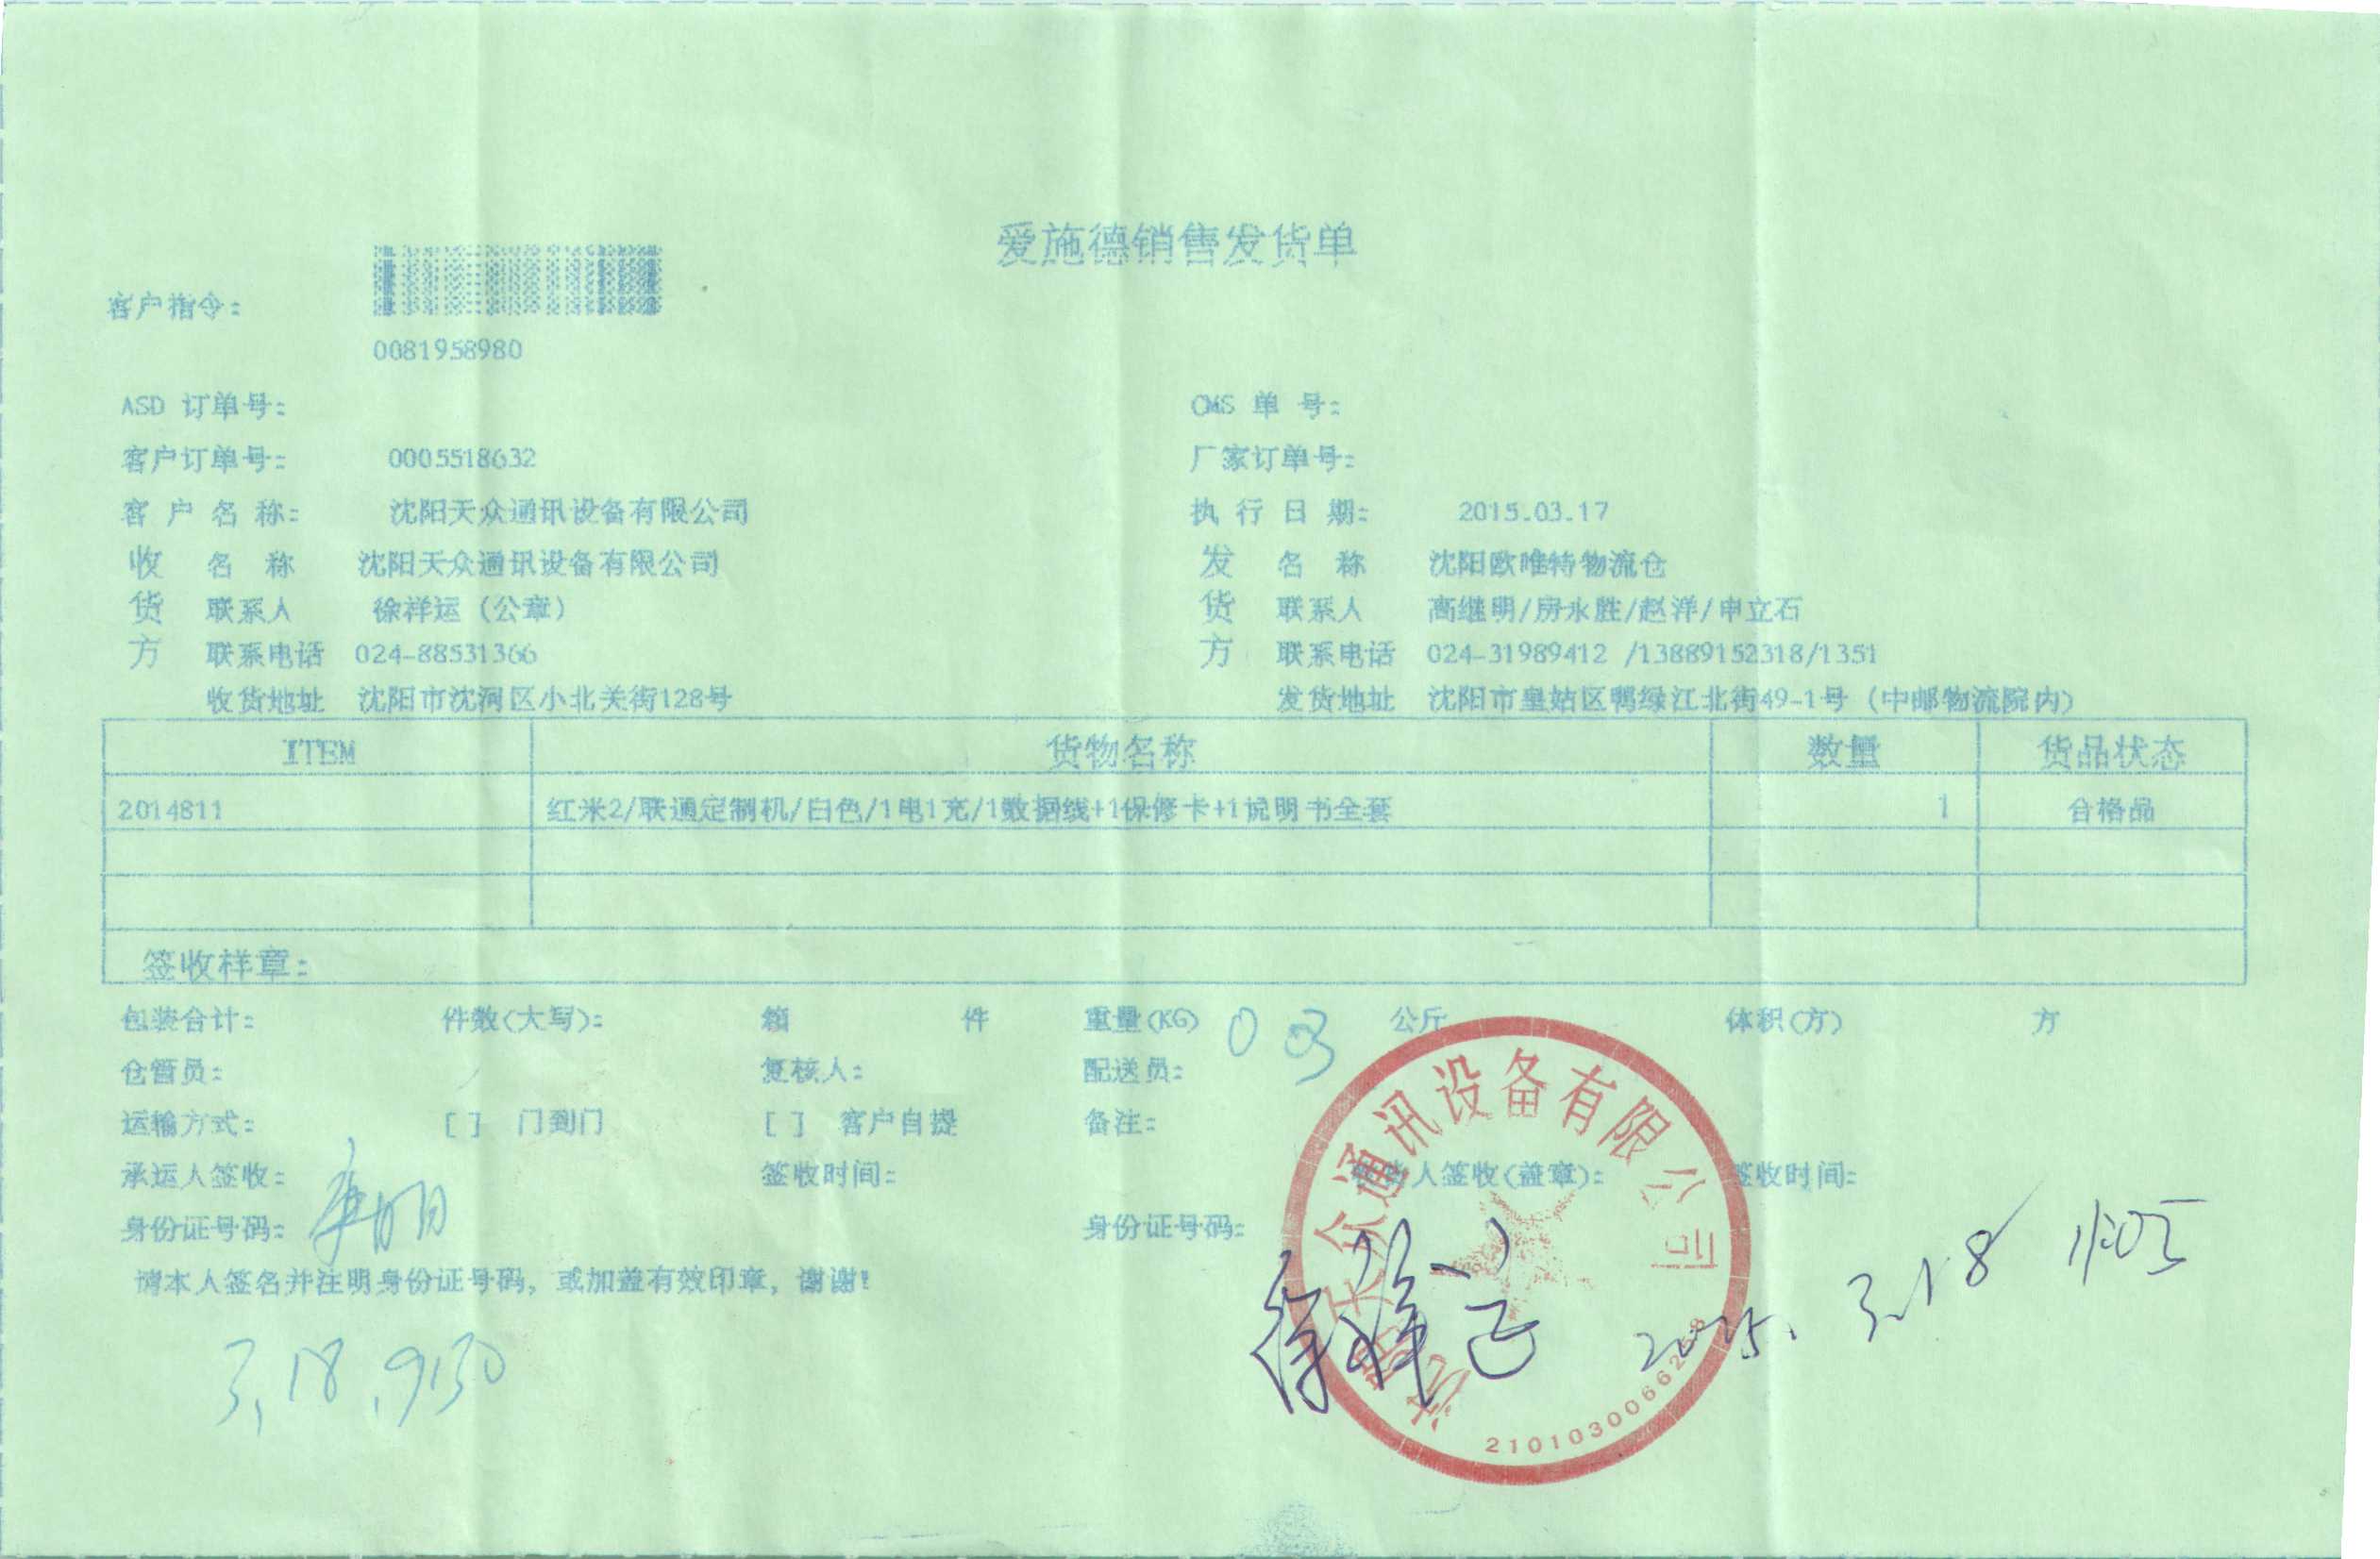 爱施德销售发货单
客户指令:
0081958980
ASD 订单号: OMS 单 号:
客户订单号: 0005518632 厂家订单号:
客 户 名 称: 沈阳天众通讯设备有限公司 执 行 日 期: 2015.03.17
收 名 称 沈阳天众通讯设备有限公司 发 名 称 沈阳欧唯特物流仓
货 联系人 徐祥运（公章） 货 联系人 高继明/房永胜/赵洋/申立石
方 联系电话 024-88531366 方 联系电话 024-31989412 /13889152318/1351
收货地址 沈阳市沈河区小北关街128号 发货地址 沈阳市皇姑区鸭绿江北街49-1号（中邮物流院内）
ITEM 货物名称 数量 货品状态
2014811 红米2/联通定制机/白色/1电1充/1数据线+1保修卡+1说明书全套 1 合格品
签收样章:
包装合计: 件数(大写): 箱 件 重量(KG) 03 公斤 体积(方) 方
仓管员: 复核人: 配送员:
运输方式: [ ] 门到门 [ ] 客户自提 备注:
承运人签收: 签收时间: 人签收(盖章): 签收时间:
身份证号码: 身份证号码:
请本人签名并注明身份证号码，或加盖有效印章，谢谢!
3.18.9:30
徐祥运 2015.3.18 11:05
沈阳天众通讯设备有限公司